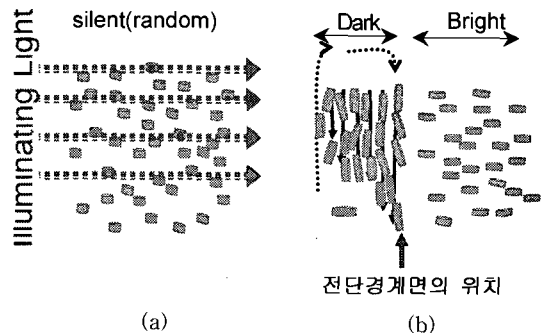 silent(random)
Illuminating Light
Dark
Bright
전단경계면의 위치
(a)
(b)